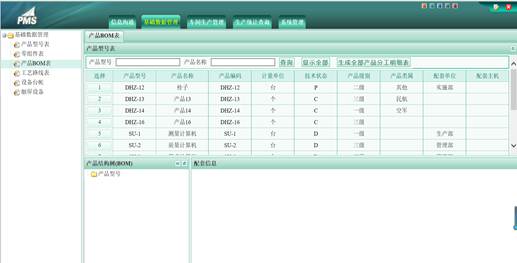 PMS
信息沟通 基础数据管理 车间生产管理 生产统计查询 系统管理
基础数据管理
产品型号表
零组件表
产品BOM表
工艺路线表
设备台帐
数据设备
产品BOM表
产品型号表
产品型号 产品名称 查询 显示全部 生成全部产品分工明细表
选择 产品型号 产品名称 产品编码 计量单位 技术状态 产品级别 产品类属 配套单位 配套主机
1 DHZ-12 栓子 DHZ-12 台 P 二级 其他 实施部
2 DHZ-13 产品13 DHZ-13 个 C 三级 民航
3 DHZ-14 产品14 DHZ-14 个 C 一级 空军
4 DHZ-16 产品16 DHZ-16 个 C 三级
5 SU-1 测量计算机 SU-1 台 D 一级 生产部
6 SU-2 质量计算机 SU-2 台 D 二级 管理部
产品结构树(BOM)
产品型号
配套信息